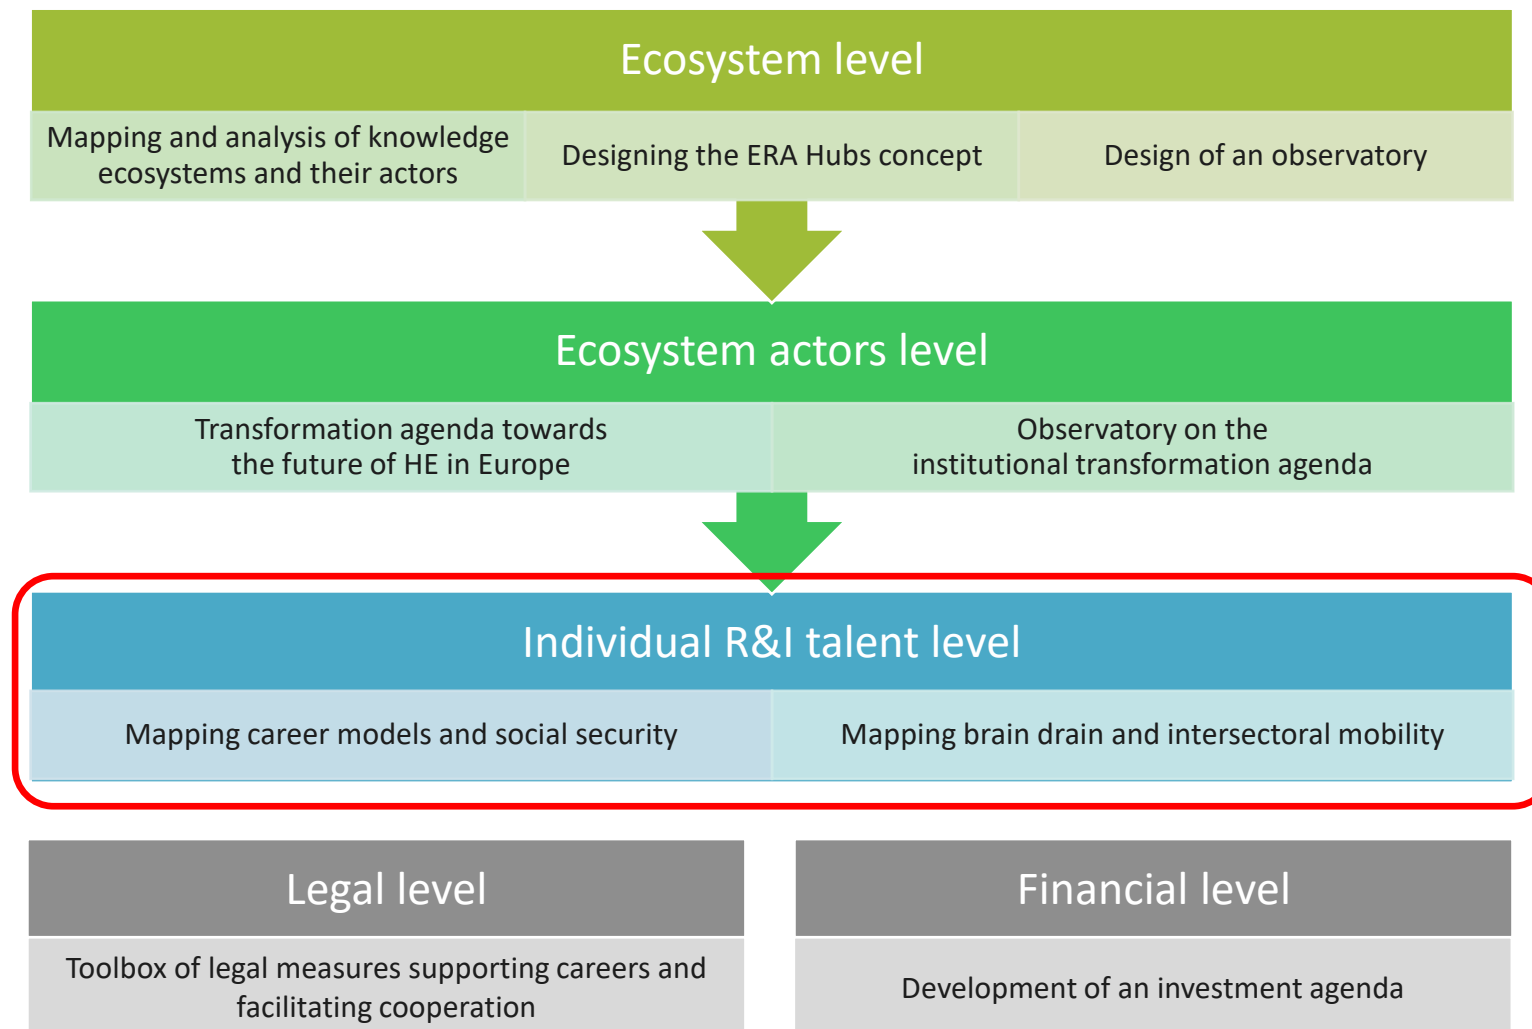 Ecosystem level
Mapping and analysis of knowledge
ecosystems and their actors
Designing the ERA Hubs concept
Design of an observatory
Ecosystem actors level
Transformation agenda towards
the future of HE in Europe
Observatory on the
institutional transformation agenda
Individual R&I talent level
Mapping career models and social security
Mapping brain drain and intersectoral mobility
Legal level
Toolbox of legal measures supporting careers and
facilitating cooperation
Financial level
Development of an investment agenda